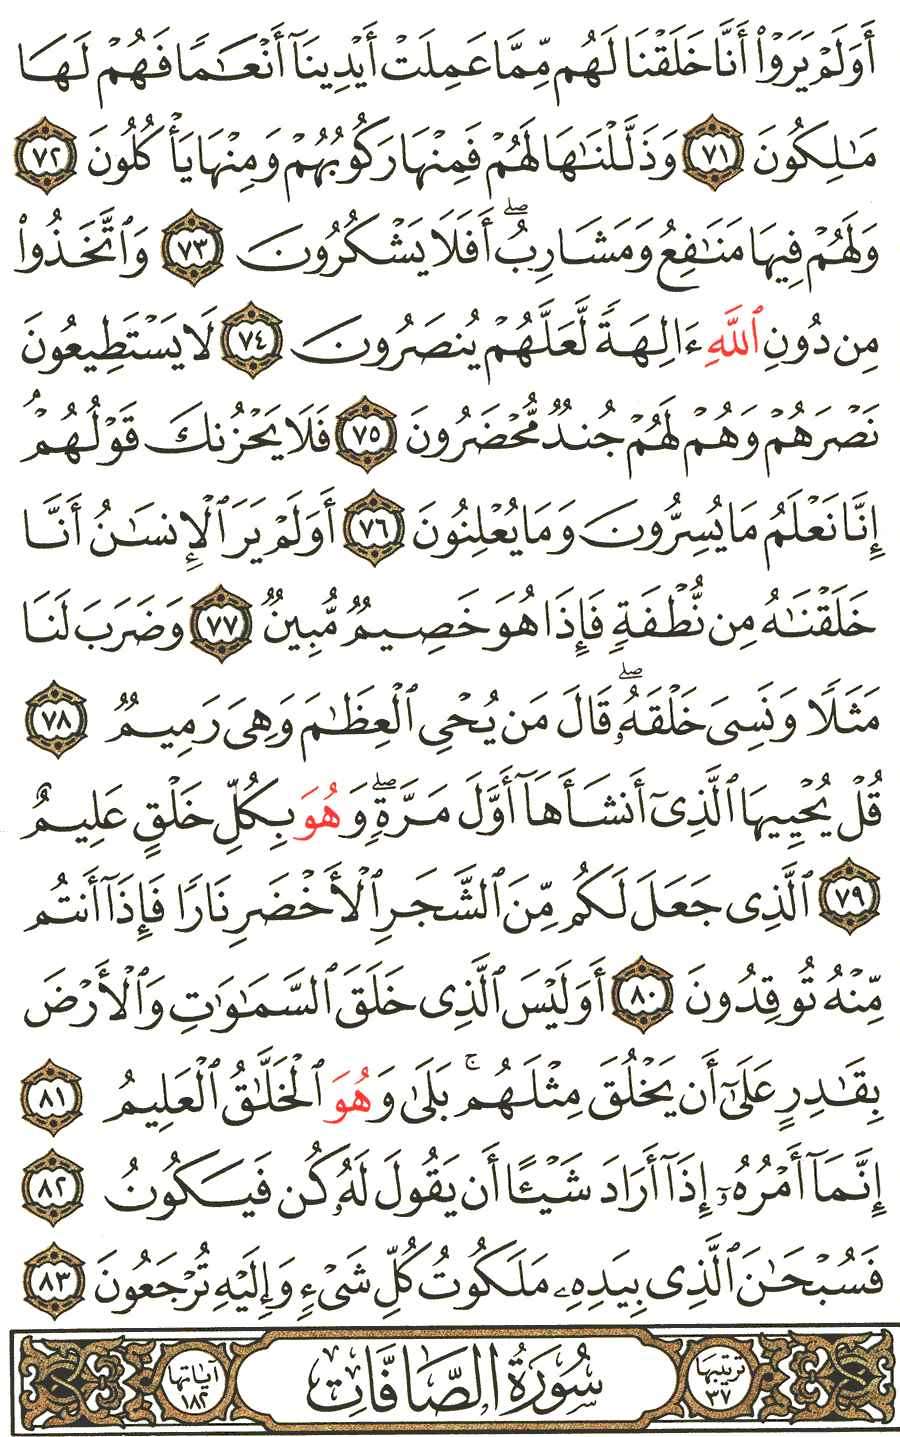 أَوَلَمْ يَرَوْا۟ أَنَّا خَلَقْنَا لَهُم مِّمَّا عَمِلَتْ أَيْدِينَآ أَنْعَـٰمًا فَهُمْ لَهَا
مَـٰلِكُونَ ٧١ وَذَلَّلْنَـٰهَا لَهُمْ فَمِنْهَا رَكُوبُهُمْ وَمِنْهَا يَأْكُلُونَ ٧٢
وَلَهُمْ فِيهَا مَنَـٰفِعُ وَمَشَارِبُ ۖ أَفَلَا يَشْكُرُونَ ٧٣ وَٱتَّخَذُوا۟
مِن دُونِ ٱللَّهِ ءَالِهَةً لَّعَلَّهُمْ يُنصَرُونَ ٧٤ لَا يَسْتَطِيعُونَ
نَصْرَهُمْ وَهُمْ لَهُمْ جُندٌ مُّحْضَرُونَ ٧٥ فَلَا يَحْزُنكَ قَوْلُهُمْ ۘ
إِنَّا نَعْلَمُ مَا يُسِرُّونَ وَمَا يُعْلِنُونَ ٧٦ أَوَلَمْ يَرَ ٱلْإِنسَـٰنُ أَنَّا
خَلَقْنَـٰهُ مِن نُّطْفَةٍ فَإِذَا هُوَ خَصِيمٌ مُّبِينٌ ٧٧ وَضَرَبَ لَنَا
مَثَلًا وَنَسِىَ خَلْقَهُۥ ۖ قَالَ مَن يُحْىِ ٱلْعِظَـٰمَ وَهِىَ رَمِيمٌ ٧٨
قُلْ يُحْيِيهَا ٱلَّذِىٓ أَنشَأَهَآ أَوَّلَ مَرَّةٍ ۖ وَهُوَ بِكُلِّ خَلْقٍ عَلِيمٌ
٧٩ ٱلَّذِى جَعَلَ لَكُم مِّنَ ٱلشَّجَرِ ٱلْأَخْضَرِ نَارًا فَإِذَآ أَنتُم
مِّنْهُ تُوقِدُونَ ٨٠ أَوَلَيْسَ ٱلَّذِى خَلَقَ ٱلسَّمَـٰوَٰتِ وَٱلْأَرْضَ
بِقَـٰدِرٍ عَلَىٰٓ أَن يَخْلُقَ مِثْلَهُم ۚ بَلَىٰ وَهُوَ ٱلْخَلَّـٰقُ ٱلْعَلِيمُ ٨١
إِنَّمَآ أَمْرُهُۥٓ إِذَآ أَرَادَ شَيْـًٔا أَن يَقُولَ لَهُۥ كُن فَيَكُونُ ٨٢
فَسُبْحَـٰنَ ٱلَّذِى بِيَدِهِۦ مَلَكُوتُ كُلِّ شَىْءٍ وَإِلَيْهِ تُرْجَعُونَ ٨٣
ترتيبها ٣٧ سُورَةُ الصَّافَّاتِ آياتها ١٨٢